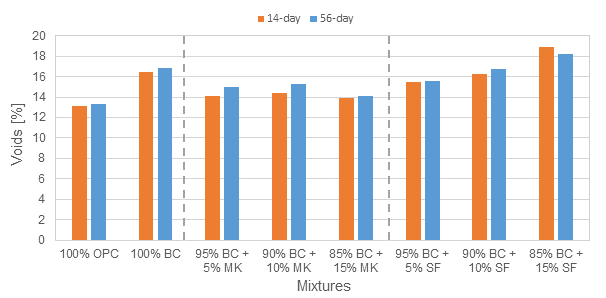 14-day 56-day
20
18
16
14
12
10
8
6
4
2
0
Voids [%]
100% OPC 100% BC 95% BC + 90% BC + 85% BC + 95% BC + 90% BC + 85% BC +
5% MK 10% MK 15% MK 5% SF 10% SF 15% SF
Mixtures